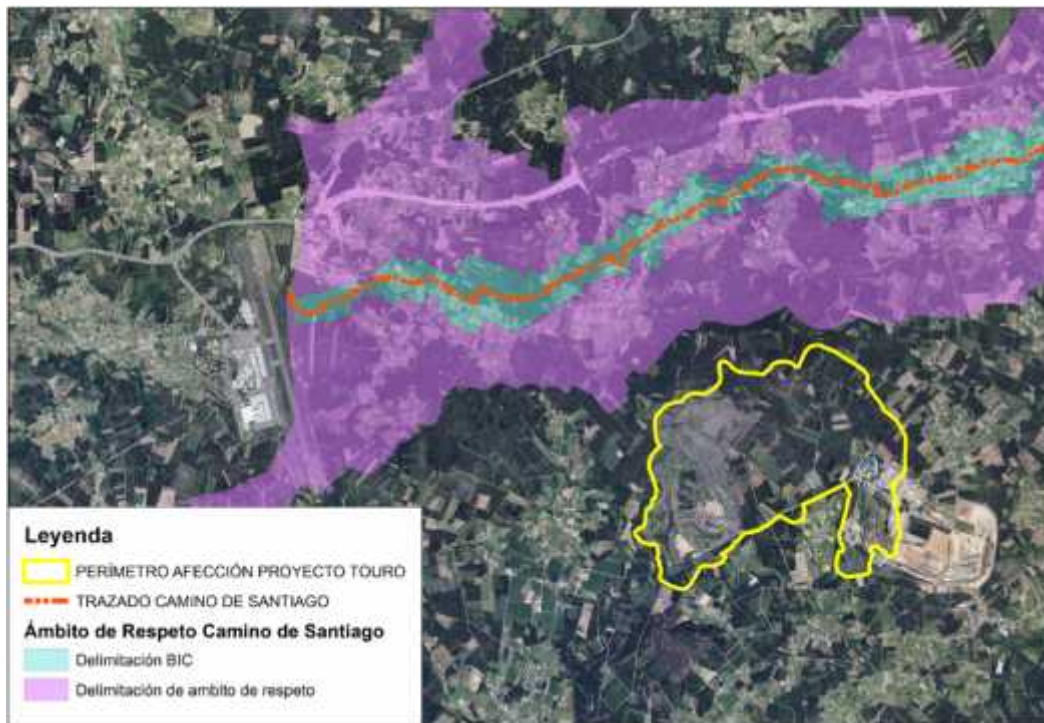 Leyenda
PERÍMETRO AFECCIÓN PROYECTO TOURO
TRAZADO CAMINO DE SANTIAGO
Ámbito de Respeto Camino de Santiago
Delimitación BIC
Delimitación de ambito de respeto